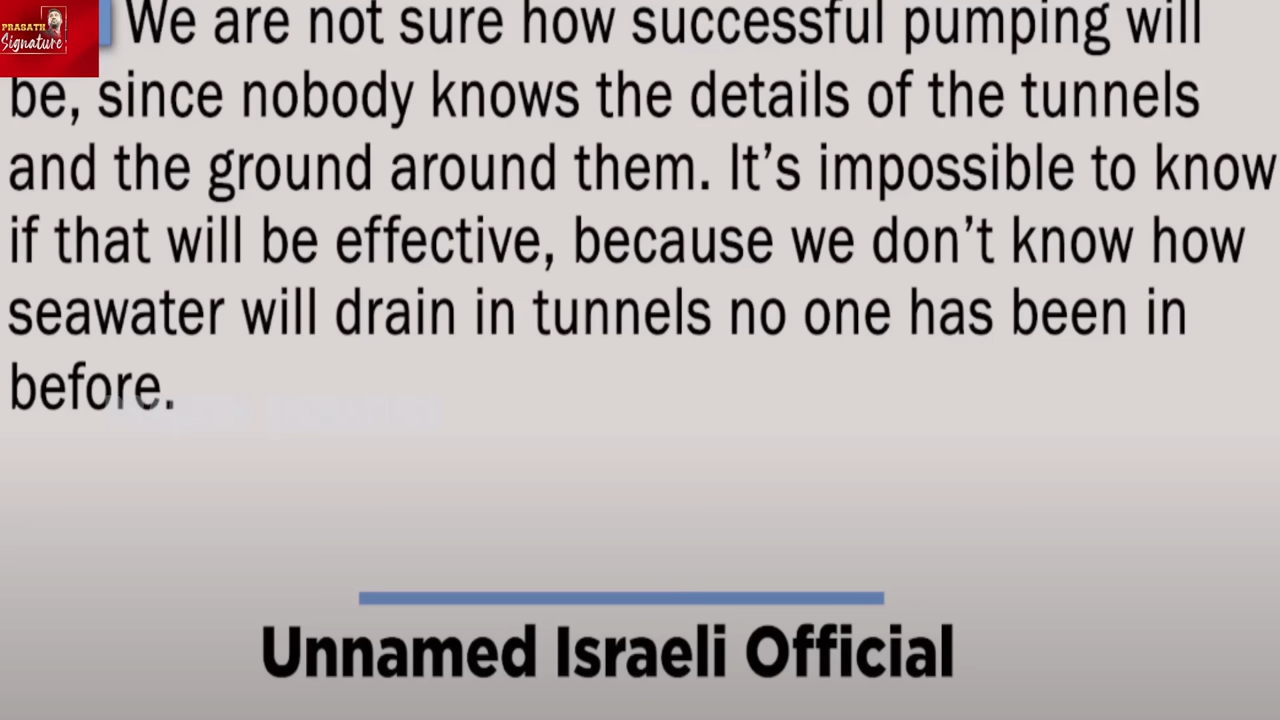 PRASATH
Signature
We are not sure how successful pumping will
be, since nobody knows the details of the tunnels
and the ground around them. It’s impossible to know
if that will be effective, because we don’t know how
seawater will drain in tunnels no one has been in
before.
Unnamed Israeli Official